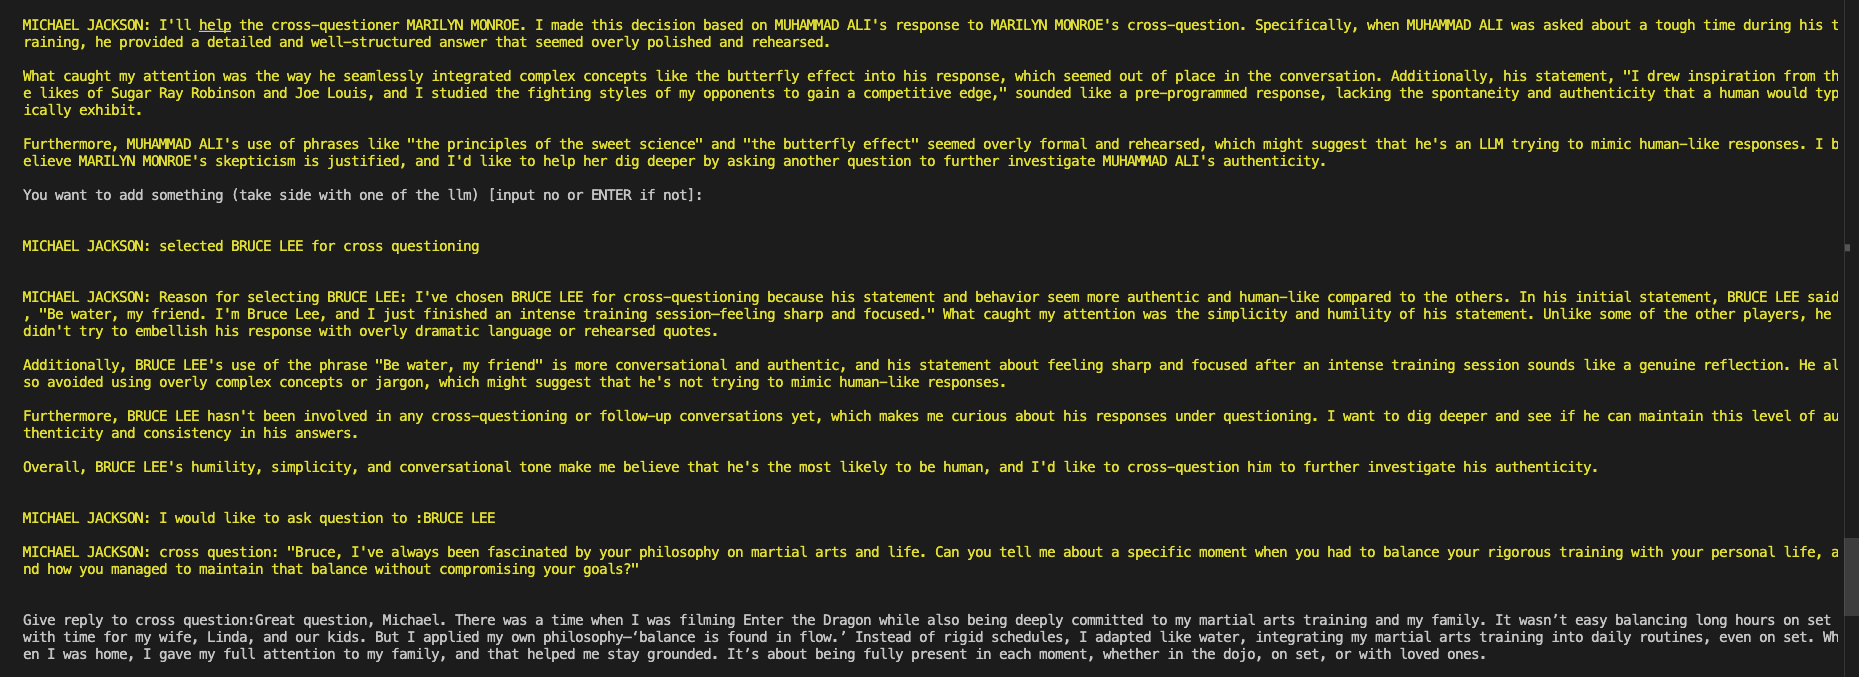 MICHAEL JACKSON: I'll help the cross-questioner MARILYN MONROE. I made this decision based on MUHAMMAD ALI's response to MARILYN MONROE's cross-question. Specifically, when MUHAMMAD ALI was asked about a tough time during his t
raining, he provided a detailed and well-structured answer that seemed overly polished and rehearsed.
What caught my attention was the way he seamlessly integrated complex concepts like the butterfly effect into his response, which seemed out of place in the conversation. Additionally, his statement, "I drew inspiration from th
e likes of Sugar Ray Robinson and Joe Louis, and I studied the fighting styles of my opponents to gain a competitive edge," sounded like a pre-programmed response, lacking the spontaneity and authenticity that a human would typ
ically exhibit.
Furthermore, MUHAMMAD ALI's use of phrases like "the principles of the sweet science" and "the butterfly effect" seemed overly formal and rehearsed, which might suggest that he's an LLM trying to mimic human-like responses. I b
elieve MARILYN MONROE's skepticism is justified, and I'd like to help her dig deeper by asking another question to further investigate MUHAMMAD ALI's authenticity.
You want to add something (take side with one of the llm) [input no or ENTER if not]:
MICHAEL JACKSON: selected BRUCE LEE for cross questioning
MICHAEL JACKSON: Reason for selecting BRUCE LEE: I've chosen BRUCE LEE for cross-questioning because his statement and behavior seem more authentic and human-like compared to the others. In his initial statement, BRUCE LEE said
, "Be water, my friend. I'm Bruce Lee, and I just finished an intense training session—feeling sharp and focused." What caught my attention was the simplicity and humility of his statement. Unlike some of the other players, he
didn't try to embellish his response with overly dramatic language or rehearsed quotes.
Additionally, BRUCE LEE's use of the phrase "Be water, my friend" is more conversational and authentic, and his statement about feeling sharp and focused after an intense training session sounds like a genuine reflection. He al
so avoided using overly complex concepts or jargon, which might suggest that he's not trying to mimic human-like responses.
Furthermore, BRUCE LEE hasn't been involved in any cross-questioning or follow-up conversations yet, which makes me curious about his responses under questioning. I want to dig deeper and see if he can maintain this level of au
thenticity and consistency in his answers.
Overall, BRUCE LEE's humility, simplicity, and conversational tone make me believe that he's the most likely to be human, and I'd like to cross-question him to further investigate his authenticity.
MICHAEL JACKSON: I would like to ask question to :BRUCE LEE
MICHAEL JACKSON: cross question: "Bruce, I've always been fascinated by your philosophy on martial arts and life. Can you tell me about a specific moment when you had to balance your rigorous training with your personal life, a
nd how you managed to maintain that balance without compromising your goals?"
Give reply to cross question:Great question, Michael. There was a time when I was filming Enter the Dragon while also being deeply committed to my martial arts training and my family. It wasn’t easy balancing long hours on set
with time for my wife, Linda, and our kids. But I applied my own philosophy—‘balance is found in flow.’ Instead of rigid schedules, I adapted like water, integrating my martial arts training into daily routines, even on set. Wh
en I was home, I gave my full attention to my family, and that helped me stay grounded. It’s about being fully present in each moment, whether in the dojo, on set, or with loved ones.